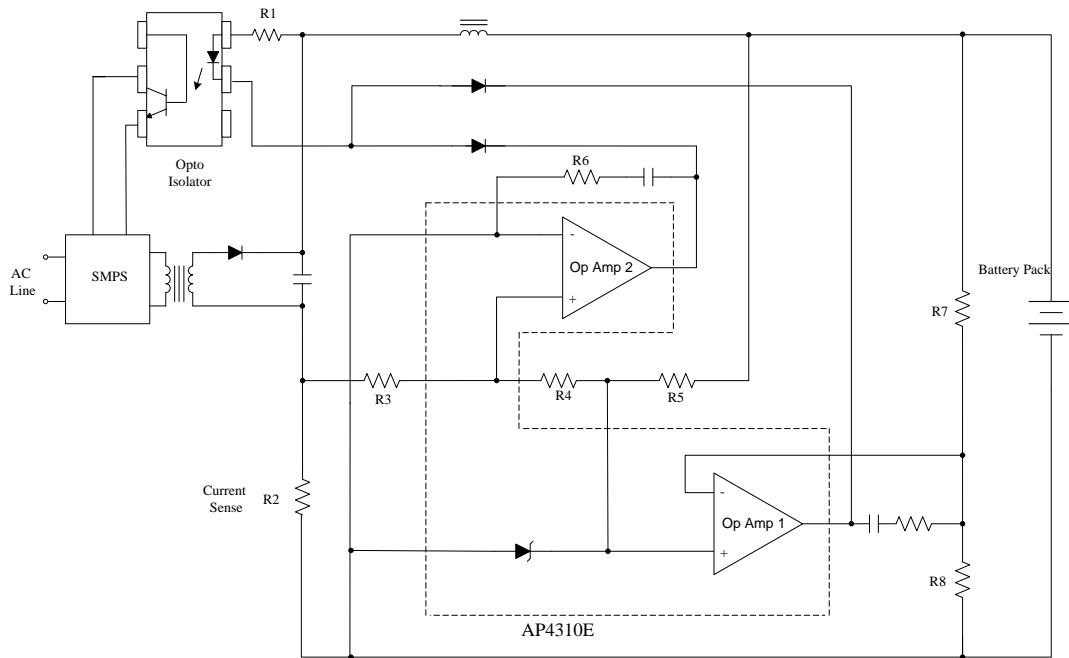 R1
Opto
Isolator
R6
-
Op Amp 2
+
AC
Line
SMPS
Battery Pack
R7
R3
R4
R5
Current
Sense
R2
-
Op Amp 1
+
R8
AP4310E